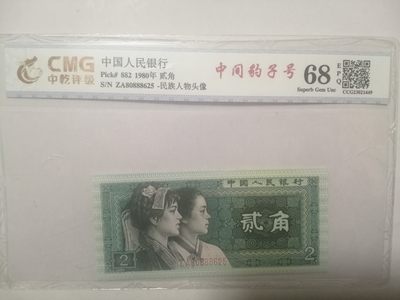 CMG
中乾评级
中国人民银行
Pick# 882 1980年 贰角
S/N ZA80888625 -民族人物头像
中间豹子号
68
EPQ
Superb Gem Unc
中国人民银行
贰角
2
2
ZA80888625